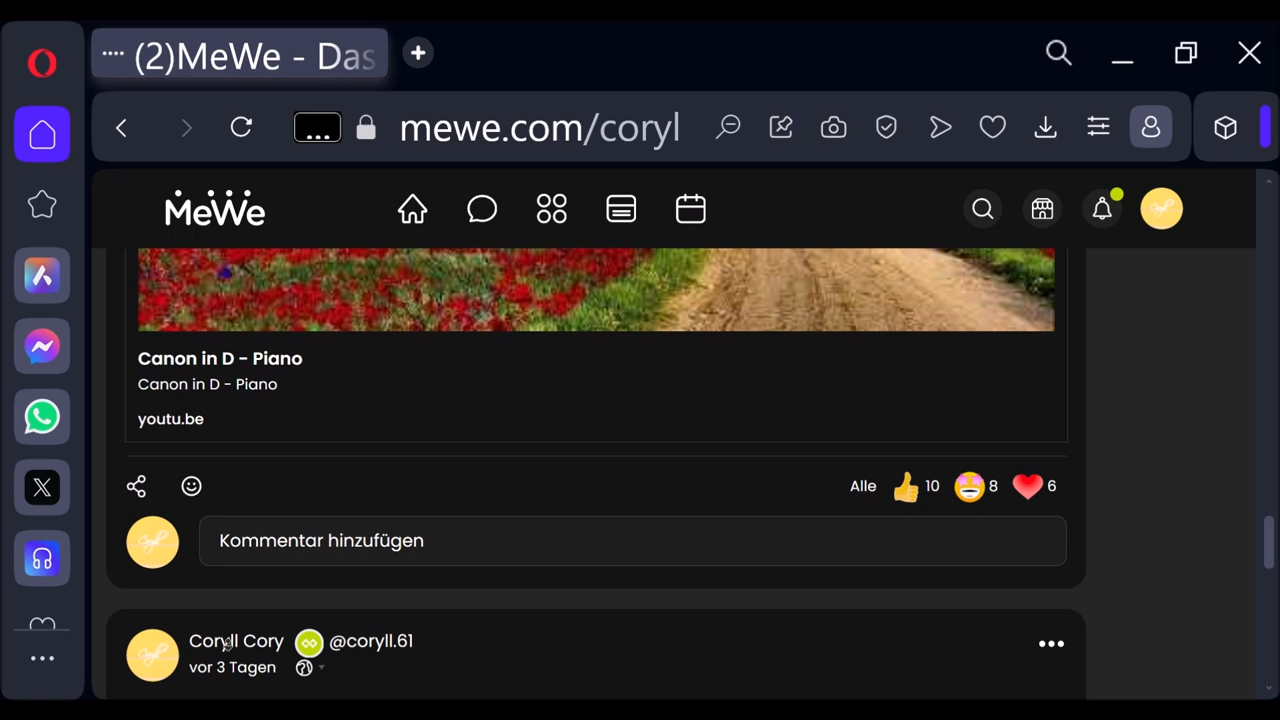 (2)MeWe - Das
mewe.com/coryl
MeWe
Canon in D - Piano
Canon in D - Piano
youtu.be
Alle 10 8 6
Kommentar hinzufügen
Coryll Cory @coryll.61
vor 3 Tagen